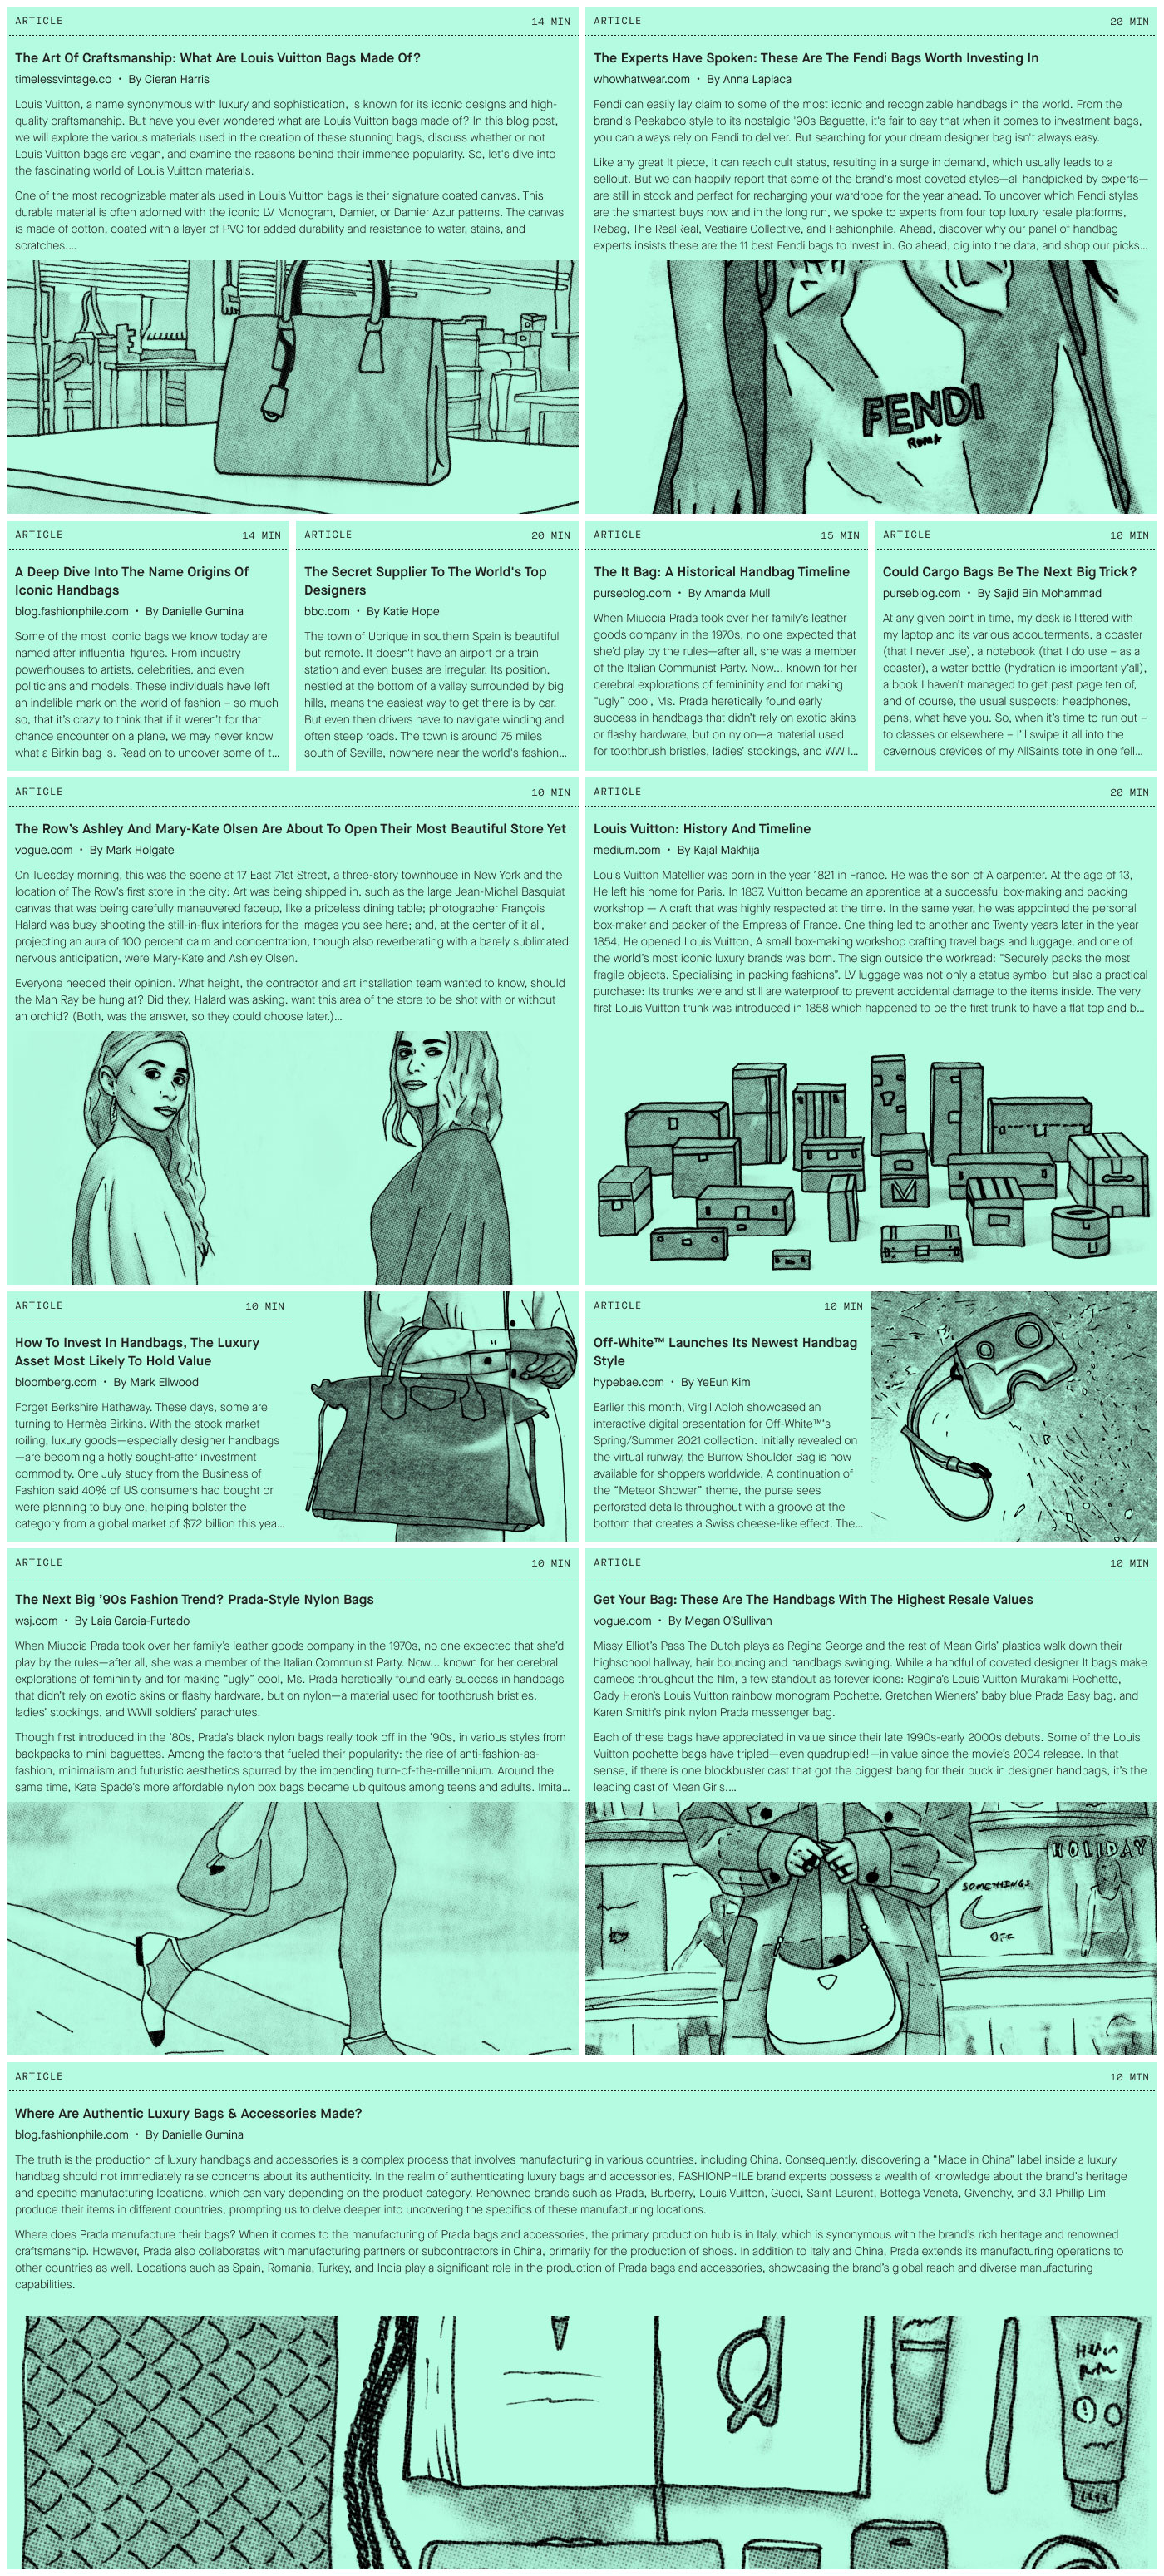 ARTICLE 14 MIN
The Art Of Craftsmanship: What Are Louis Vuitton Bags Made Of?
timelessvintage.co • By Cieran Harris
Louis Vuitton, a name synonymous with luxury and sophistication, is known for its iconic designs and high-
quality craftsmanship. But have you ever wondered what are Louis Vuitton bags made of? In this blog post,
we will explore the various materials used in the creation of these stunning bags, discuss whether or not
Louis Vuitton bags are vegan, and examine the reasons behind their immense popularity. So, let's dive into
the fascinating world of Louis Vuitton materials.
One of the most recognizable materials used in Louis Vuitton bags is their signature coated canvas. This
durable material is often adorned with the iconic LV Monogram, Damier, or Damier Azur patterns. The canvas
is made of cotton, coated with a layer of PVC for added durability and resistance to water, stains, and
scratches....
ARTICLE 20 MIN
The Experts Have Spoken: These Are The Fendi Bags Worth Investing In
whowhatwear.com • By Anna Laplaca
Fendi can easily lay claim to some of the most iconic and recognizable handbags in the world. From the
brand's Peekaboo style to its nostalgic '90s Baguette, it's fair to say that when it comes to investment bags,
you can always rely on Fendi to deliver. But searching for your dream designer bag isn't always easy.
Like any great It piece, it can reach cult status, resulting in a surge in demand, which usually leads to a
sellout. But we can happily report that some of the brand's most coveted styles—all handpicked by experts—
are still in stock and perfect for recharging your wardrobe for the year ahead. To uncover which Fendi styles
are the smartest buys now and in the long run, we spoke to experts from four top luxury resale platforms,
Rebag, The RealReal, Vestiaire Collective, and Fashionphile. Ahead, discover why our panel of handbag
experts insists these are the 11 best Fendi bags to invest in. Go ahead, dig into the data, and shop our picks...
FENDI
ROMA
ARTICLE 14 MIN
A Deep Dive Into The Name Origins Of
Iconic Handbags
blog.fashionphile.com • By Danielle Gumina
Some of the most iconic bags we know today are
named after influential figures. From industry
powerhouses to artists, celebrities, and even
politicians and models. These individuals have left
an indelible mark on the world of fashion – so much
so, that it's crazy to think that if it weren't for that
chance encounter on a plane, we may never know
what a Birkin bag is. Read on to uncover some of t...
ARTICLE 20 MIN
The Secret Supplier To The World's Top
Designers
bbc.com • By Katie Hope
The town of Ubrique in southern Spain is beautiful
but remote. It doesn't have an airport or a train
station and even buses are irregular. Its position,
nestled at the bottom of a valley surrounded by big
hills, means the easiest way to get there is by car.
But even then drivers have to navigate winding and
often steep roads. The town is around 75 miles
south of Seville, nowhere near the world's fashion...
ARTICLE 15 MIN
The It Bag: A Historical Handbag Timeline
purseblog.com • By Amanda Mull
When Miuccia Prada took over her family's leather
goods company in the 1970s, no one expected that
she'd play by the rules—after all, she was a member
of the Italian Communist Party. Now... known for her
cerebral explorations of femininity and for making
“ugly” cool, Ms. Prada heretically found early
success in handbags that didn't rely on exotic skins
or flashy hardware, but on nylon—a material used
for toothbrush bristles, ladies' stockings, and WWII...
ARTICLE 10 MIN
Could Cargo Bags Be The Next Big Trick?
purseblog.com • By Sajid Bin Mohammad
At any given point in time, my desk is littered with
my laptop and its various accouterments, a coaster
(that I never use), a notebook (that I do use – as a
coaster), a water bottle (hydration is important y'all),
a book I haven't managed to get past page ten of,
and of course, the usual suspects: headphones,
pens, what have you. So, when it's time to run out –
to classes or elsewhere – I'll swipe it all into the
cavernous crevices of my AllSaints tote in one fell...
ARTICLE 10 MIN
The Row's Ashley And Mary-Kate Olsen Are About To Open Their Most Beautiful Store Yet
vogue.com • By Mark Holgate
On Tuesday morning, this was the scene at 17 East 71st Street, a three-story townhouse in New York and the
location of The Row's first store in the city: Art was being shipped in, such as the large Jean-Michel Basquiat
canvas that was being carefully maneuvered faceup, like a priceless dining table; photographer François
Halard was busy shooting the still-in-flux interiors for the images you see here; and, at the center of it all,
projecting an aura of 100 percent calm and concentration, though also reverberating with a barely sublimated
nervous anticipation, were Mary-Kate and Ashley Olsen.
Everyone needed their opinion. What height, the contractor and art installation team wanted to know, should
the Man Ray be hung at? Did they, Halard was asking, want this area of the store to be shot with or without
an orchid? (Both, was the answer, so they could choose later.)...
ARTICLE 20 MIN
Louis Vuitton: History And Timeline
medium.com • By Kajal Makhija
Louis Vuitton Matellier was born in the year 1821 in France. He was the son of A carpenter. At the age of 13,
He left his home for Paris. In 1837, Vuitton became an apprentice at a successful box-making and packing
workshop — A craft that was highly respected at the time. In the same year, he was appointed the personal
box-maker and packer of the Empress of France. One thing led to another and Twenty years later in the year
1854, He opened Louis Vuitton, A small box-making workshop crafting travel bags and luggage, and one of
the world's most iconic luxury brands was born. The sign outside the workread: “Securely packs the most
fragile objects. Specialising in packing fashions”. LV luggage was not only a status symbol but also a practical
purchase: Its trunks were and still are waterproof to prevent accidental damage to the items inside. The very
first Louis Vuitton trunk was introduced in 1858 which happened to be the first trunk to have a flat top and b...
ARTICLE 10 MIN
How To Invest In Handbags, The Luxury
Asset Most Likely To Hold Value
bloomberg.com • By Mark Ellwood
Forget Berkshire Hathaway. These days, some are
turning to Hermès Birkins. With the stock market
roiling, luxury goods—especially designer handbags
—are becoming a hotly sought-after investment
commodity. One July study from the Business of
Fashion said 40% of US consumers had bought or
were planning to buy one, helping bolster the
category from a global market of $72 billion this yea...
ARTICLE 10 MIN
Off-White™ Launches Its Newest Handbag
Style
hypebae.com • By YeEun Kim
Earlier this month, Virgil Abloh showcased an
interactive digital presentation for Off-White™'s
Spring/Summer 2021 collection. Initially revealed on
the virtual runway, the Burrow Shoulder Bag is now
available for shoppers worldwide. A continuation of
the “Meteor Shower” theme, the purse sees
perforated details throughout with a groove at the
bottom that creates a Swiss cheese-like effect. The...
ARTICLE 10 MIN
The Next Big '90s Fashion Trend? Prada-Style Nylon Bags
wsj.com • By Laia Garcia-Furtado
When Miuccia Prada took over her family's leather goods company in the 1970s, no one expected that she'd
play by the rules—after all, she was a member of the Italian Communist Party. Now... known for her cerebral
explorations of femininity and for making “ugly” cool, Ms. Prada heretically found early success in handbags
that didn't rely on exotic skins or flashy hardware, but on nylon—a material used for toothbrush bristles,
ladies' stockings, and WWII soldiers' parachutes.
Though first introduced in the '80s, Prada's black nylon bags really took off in the '90s, in various styles from
backpacks to mini baguettes. Among the factors that fueled their popularity: the rise of anti-fashion-as-
fashion, minimalism and futuristic aesthetics spurred by the impending turn-of-the-millennium. Around the
same time, Kate Spade's more affordable nylon box bags became ubiquitous among teens and adults. Imita...
ARTICLE 10 MIN
Get Your Bag: These Are The Handbags With The Highest Resale Values
vogue.com • By Megan O'Sullivan
Missy Elliot's Pass The Dutch plays as Regina George and the rest of Mean Girls' plastics walk down their
highschool hallway, hair bouncing and handbags swinging. While a handful of coveted designer It bags make
cameos throughout the film, a few standout as forever icons: Regina's Louis Vuitton Murakami Pochette,
Cady Heron's Louis Vuitton rainbow monogram Pochette, Gretchen Wieners' baby blue Prada Easy bag, and
Karen Smith's pink nylon Prada messenger bag.
Each of these bags have appreciated in value since their late 1990s-early 2000s debuts. Some of the Louis
Vuitton pochette bags have tripled—even quadrupled!—in value since the movie's 2004 release. In that
sense, if there is one blockbuster cast that got the biggest bang for their buck in designer handbags, it's the
leading cast of Mean Girls....
HOLIDAY
SOMETHINGS
OFF
ARTICLE 10 MIN
Where Are Authentic Luxury Bags & Accessories Made?
blog.fashionphile.com • By Danielle Gumina
The truth is the production of luxury handbags and accessories is a complex process that involves manufacturing in various countries, including China. Consequently, discovering a “Made in China” label inside a luxury
handbag should not immediately raise concerns about its authenticity. In the realm of authenticating luxury bags and accessories, FASHIONPHILE brand experts possess a wealth of knowledge about the brand's heritage
and specific manufacturing locations, which can vary depending on the product category. Renowned brands such as Prada, Burberry, Louis Vuitton, Gucci, Saint Laurent, Bottega Veneta, Givenchy, and 3.1 Phillip Lim
produce their items in different countries, prompting us to delve deeper into uncovering the specifics of these manufacturing locations.
Where does Prada manufacture their bags? When it comes to the manufacturing of Prada bags and accessories, the primary production hub is in Italy, which is synonymous with the brand's rich heritage and renowned
craftsmanship. However, Prada also collaborates with manufacturing partners or subcontractors in China, primarily for the production of shoes. In addition to Italy and China, Prada extends its manufacturing operations to
other countries as well. Locations such as Spain, Romania, Turkey, and India play a significant role in the production of Prada bags and accessories, showcasing the brand's global reach and diverse manufacturing
capabilities.